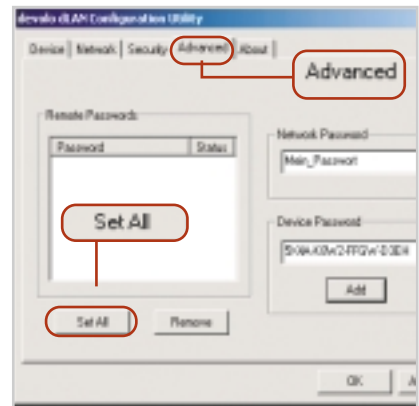 devolo dLAN Configuration Utility
Device Network Security Advanced About
Advanced
Remote Passwords
Password Status
Set All
Set All Remove
Network Password
Mein_Passwort
Device Password
Add
OK A